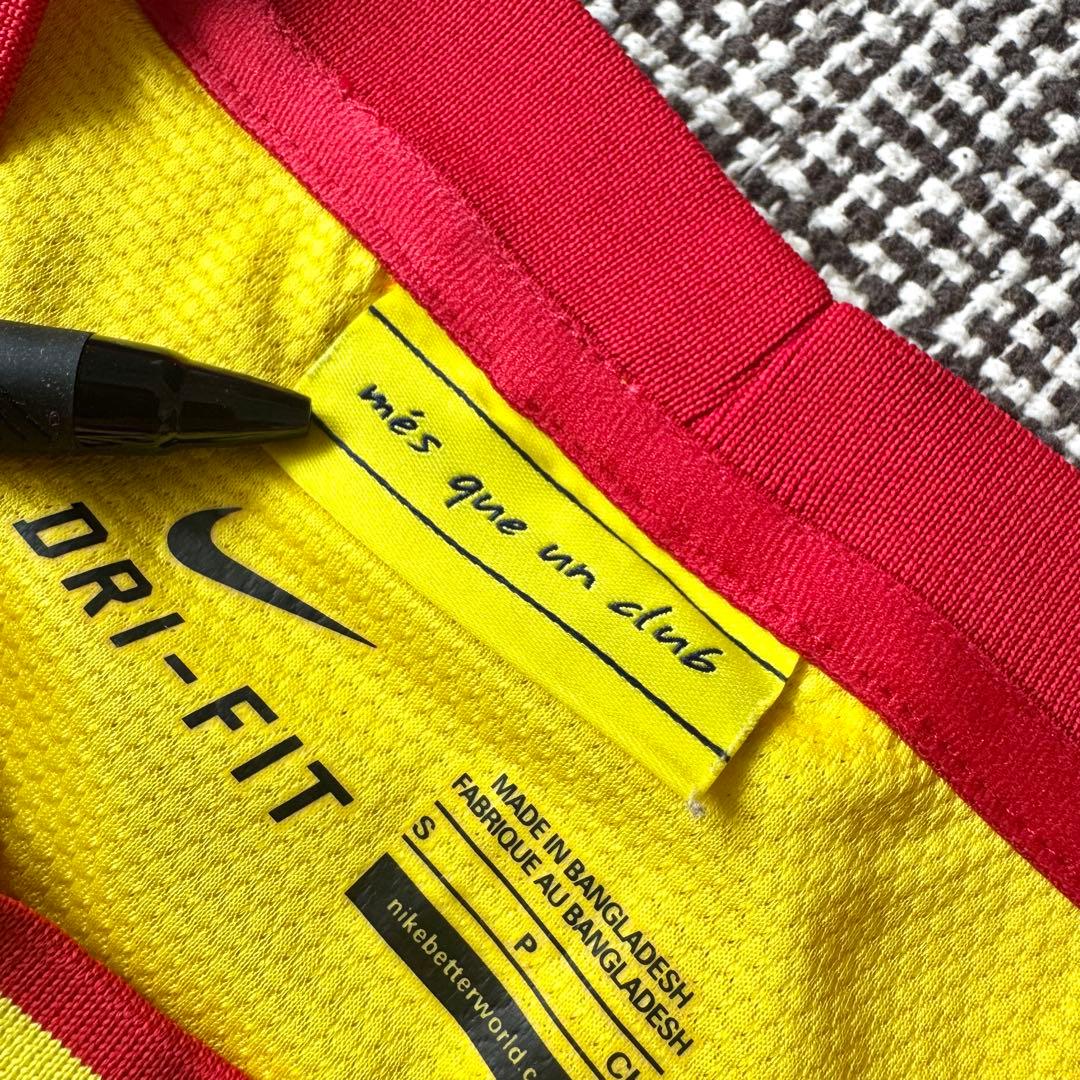 més que un club
DRI-FIT
MADE IN BANGLADESH
FABRIQUE AU BANGLADESH
S P
nikebetterworld.c